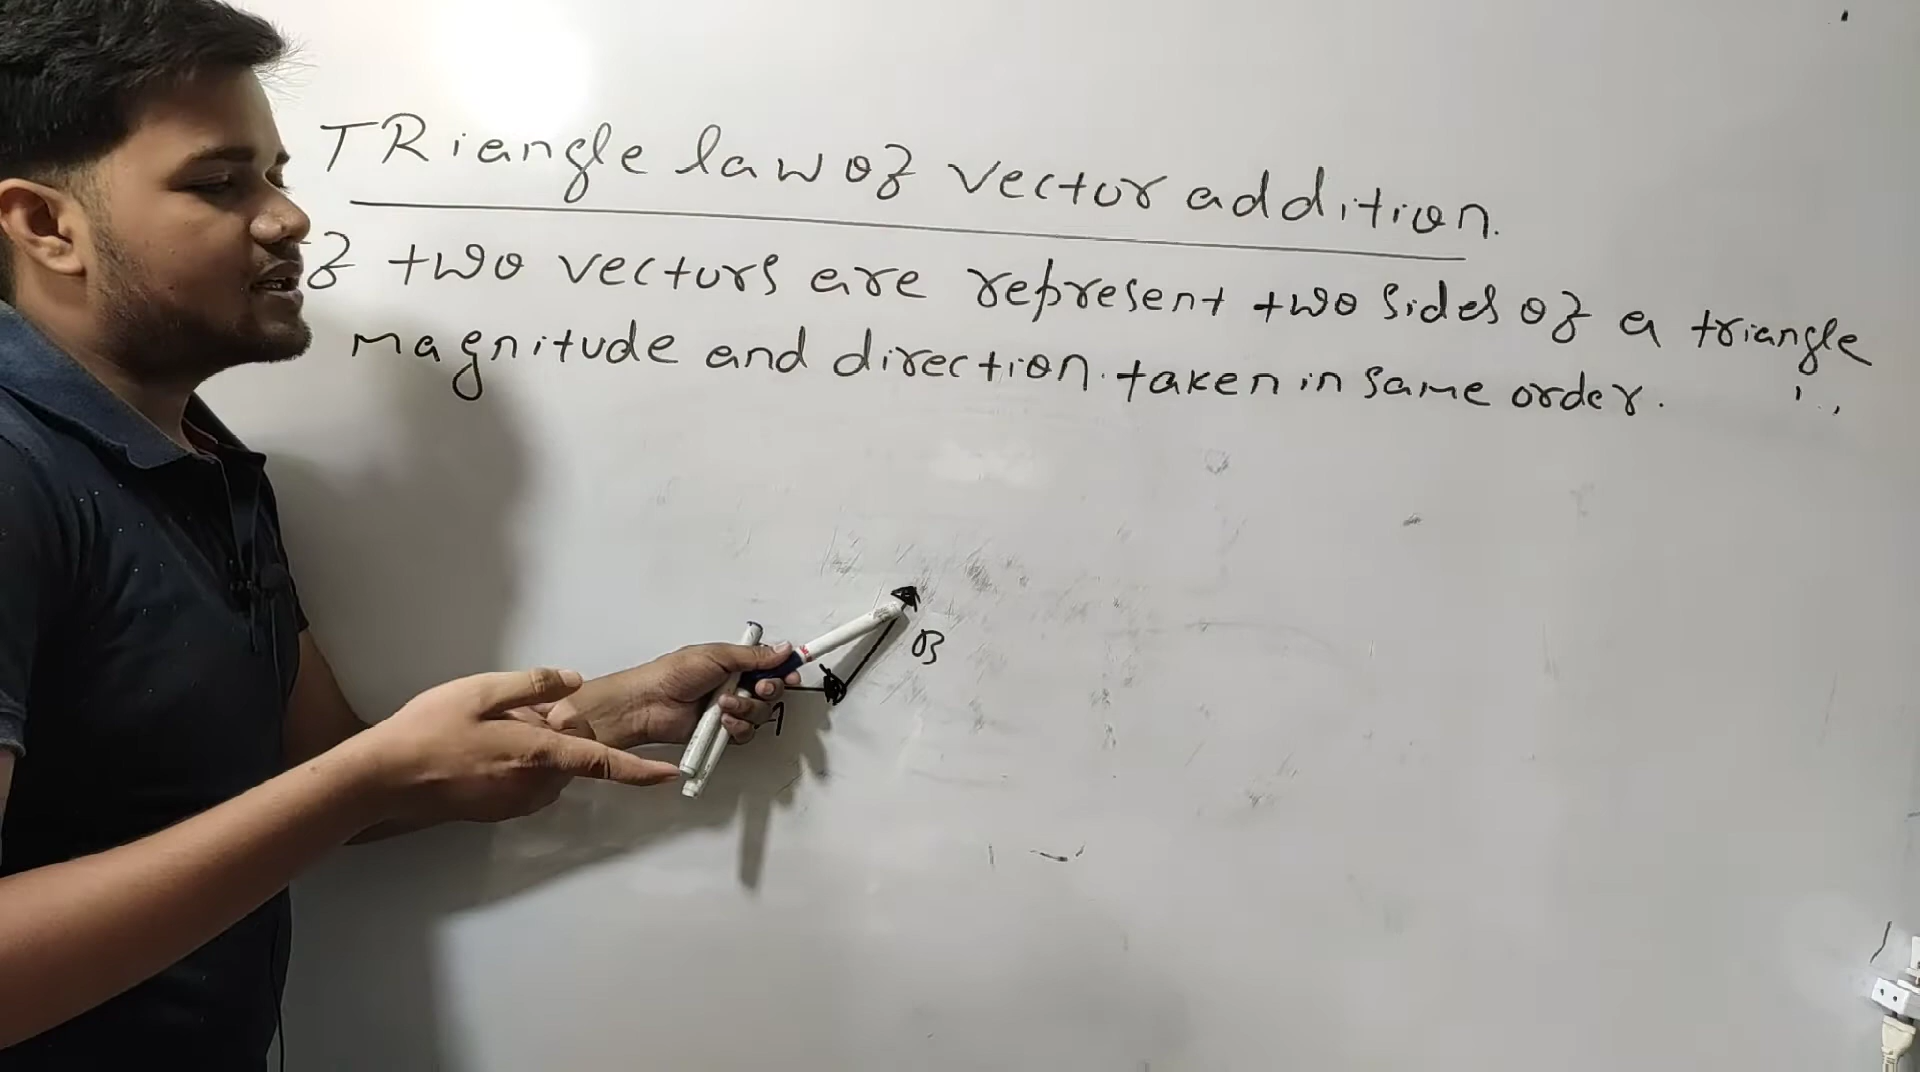 TRiangle law of vector addition.
two vectors are represent two sides of a triangle
magnitude and direction. taken in same order.
B
A